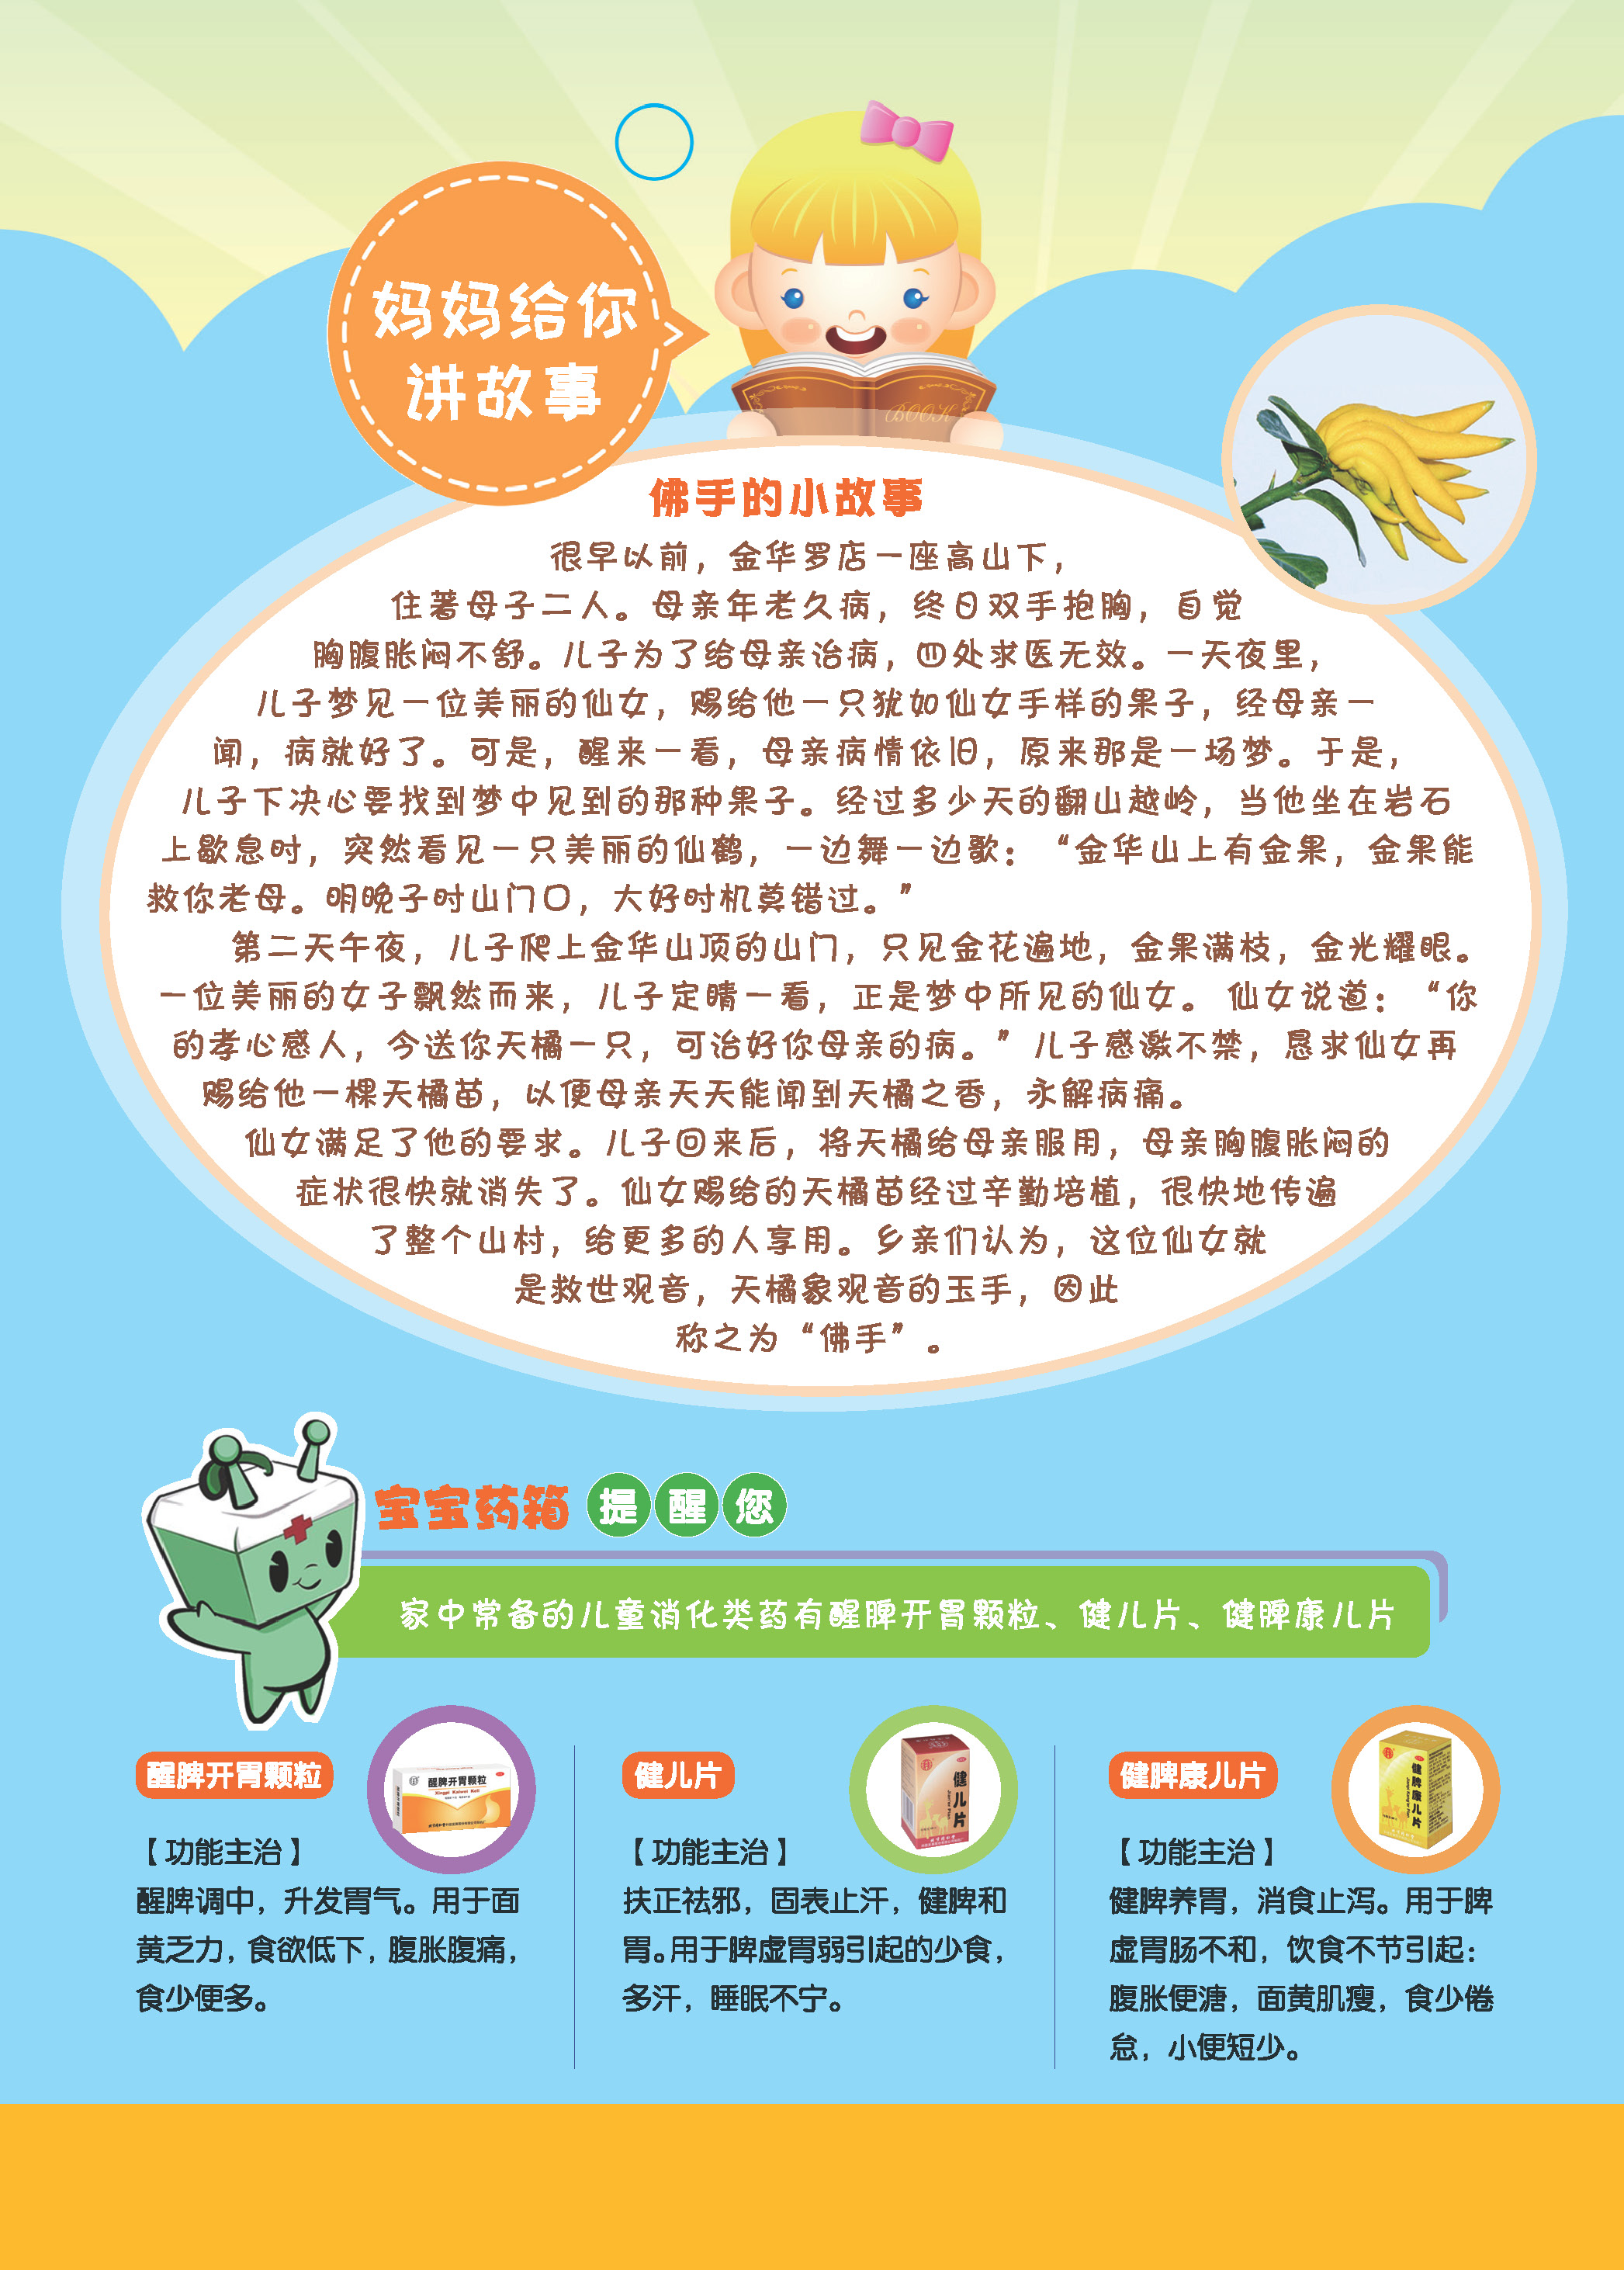 妈妈给你
讲故事
BOOK
佛手的小故事
很早以前，金华罗店一座高山下，
住著母子二人。母亲年老久病，终日双手抱胸，自觉
胸腹胀闷不舒。儿子为了给母亲治病，四处求医无效。一天夜里，
儿子梦见一位美丽的仙女，赐给他一只犹如仙女手样的果子，经母亲一
闻，病就好了。可是，醒来一看，母亲病情依旧，原来那是一场梦。于是，
儿子下决心要找到梦中见到的那种果子。经过多少天的翻山越岭，当他坐在岩石
上歇息时，突然看见一只美丽的仙鹤，一边舞一边歌：“金华山上有金果，金果能
救你老母。明晚子时山门口，大好时机莫错过。”
第二天午夜，儿子爬上金华山顶的山门，只见金花遍地，金果满枝，金光耀眼。
一位美丽的女子飘然而来，儿子定睛一看，正是梦中所见的仙女。仙女说道：“你
的孝心感人，今送你天橘一只，可治好你母亲的病。”儿子感激不禁，恳求仙女再
赐给他一棵天橘苗，以便母亲天天能闻到天橘之香，永解病痛。
仙女满足了他的要求。儿子回来后，将天橘给母亲服用，母亲胸腹胀闷的
症状很快就消失了。仙女赐给的天橘苗经过辛勤培植，很快地传遍
了整个山村，给更多的人享用。乡亲们认为，这位仙女就
是救世观音，天橘象观音的玉手，因此
称之为“佛手”。
宝宝药箱 提醒您
家中常备的儿童消化类药有醒脾开胃颗粒、健儿片、健脾康儿片
醒脾开胃颗粒
醒脾开胃颗粒
Xingpi Kaiwei Keli
【功能主治】
醒脾调中，升发胃气。用于面
黄乏力，食欲低下，腹胀腹痛，
食少便多。
健儿片
健儿片
【功能主治】
扶正祛邪，固表止汗，健脾和
胃。用于脾虚胃弱引起的少食，
多汗，睡眠不宁。
健脾康儿片
健脾康儿片
【功能主治】
健脾养胃，消食止泻。用于脾
虚胃肠不和，饮食不节引起：
腹胀便溏，面黄肌瘦，食少倦
怠，小便短少。